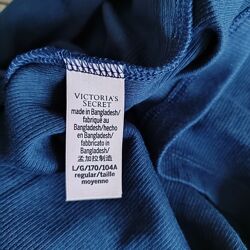 VICTORIA'S
SECRET
made in Bangladesh/
fabriqué au
Bangladesh/hecho
en Bangladesh/
fabbricato in
Bangladesh/
孟加拉制造
L/G/170/104A
regular/taille
moyenne